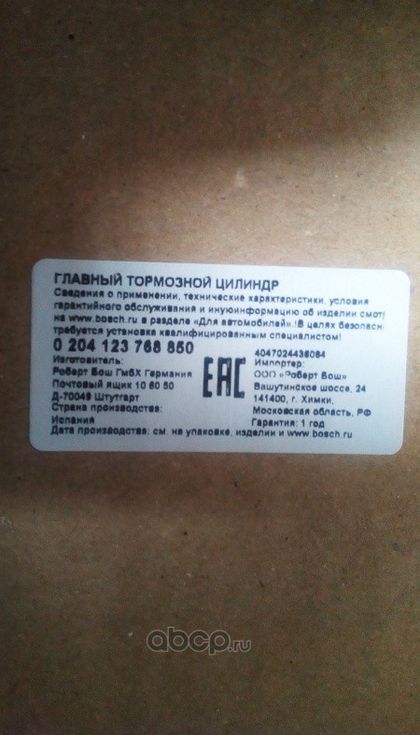 ГЛАВНЫЙ ТОРМОЗНОЙ ЦИЛИНДР
Сведения о применении, технические характеристики, условия
гарантийного обслуживания и инуюинформацию об изделии смот
на www.bosch.ru в разделе «Для автомобилей»!В целях безопасн
требуется установка квалифицированным специалистом!
0 204 123 768 850
Изготовитель:
Роберт Бош ГмбХ Германия
Почтовый ящик 10 60 50
Д-70049 Штутгарт
Страна производства:
Испания
Дата производства: см. на упаковке, изделии и www.bosch.ru
EAC
4047024438084
Импортер:
ООО «Роберт Бош»
Вашутинское шоссе, 24
141400, г. Химки,
Московская область, РФ
Гарантия: 1 год
abcp.ru